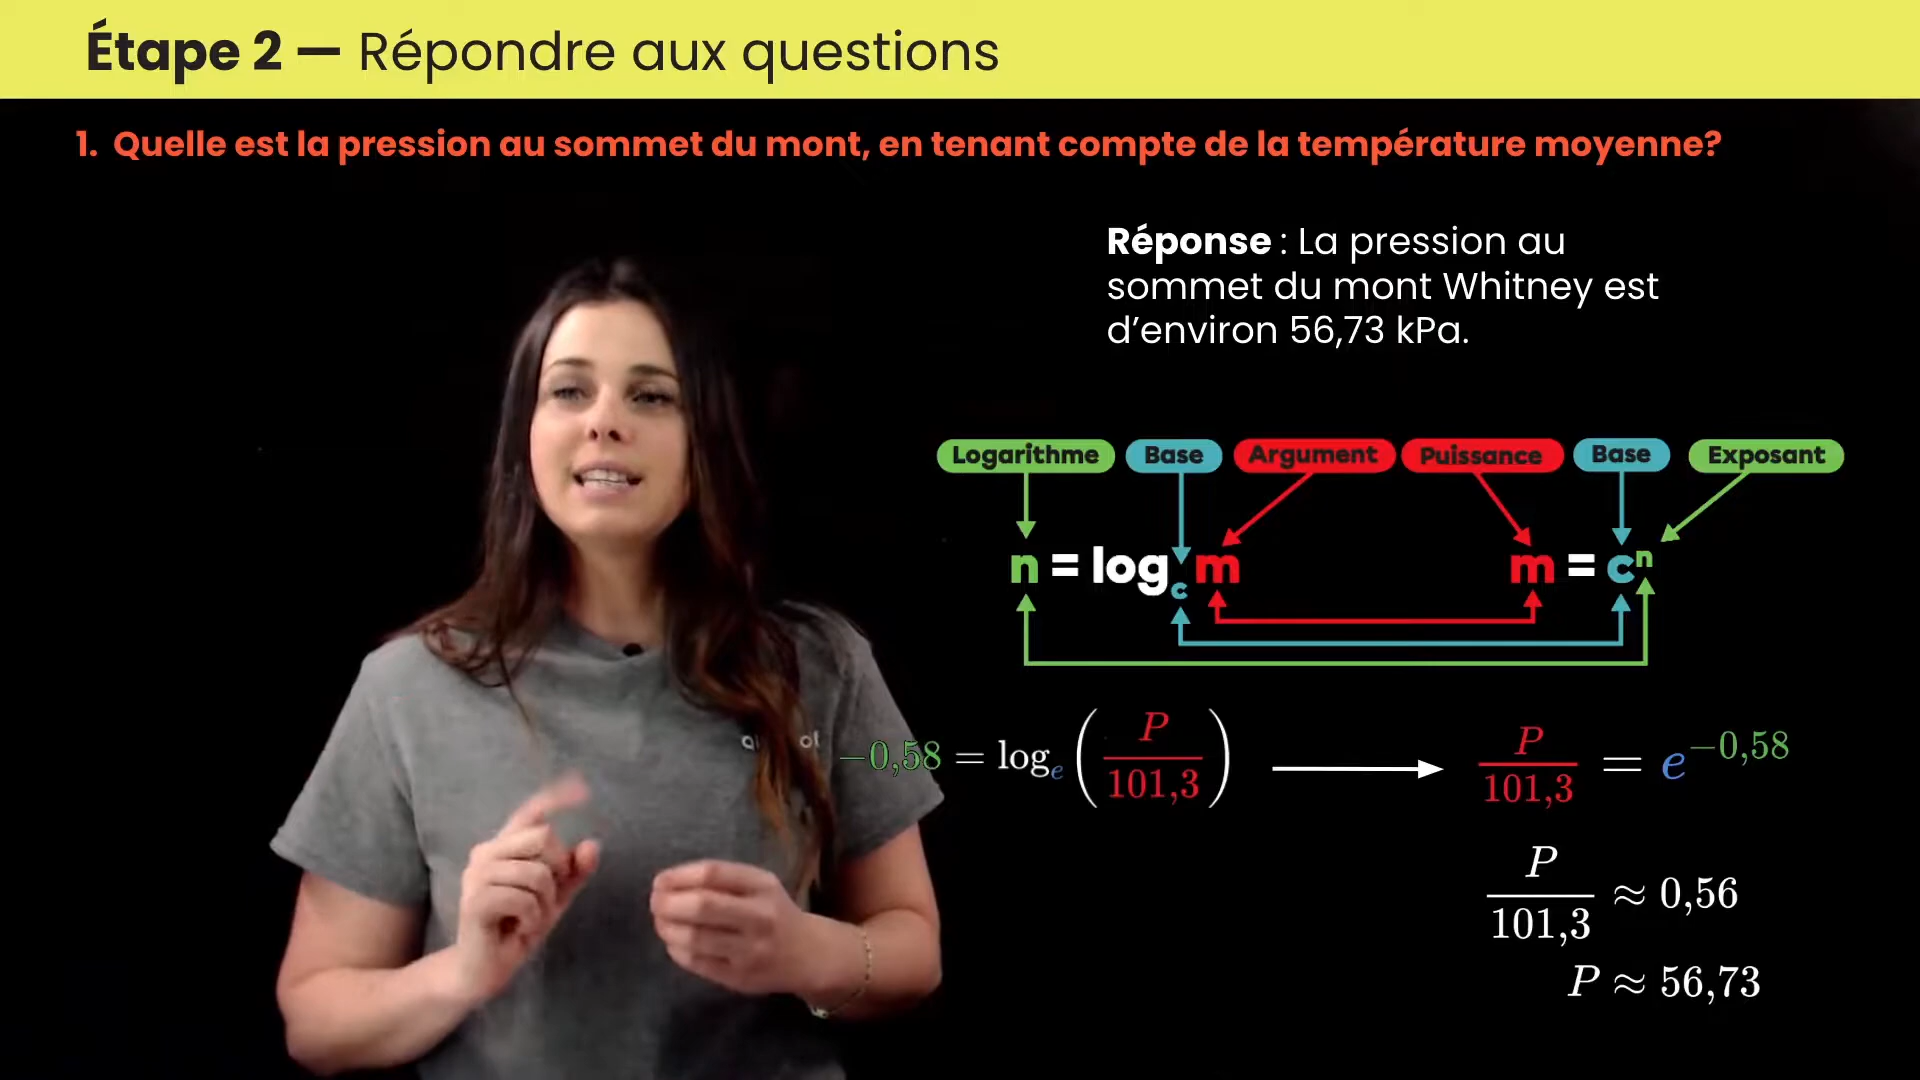 Étape 2 — Répondre aux questions
1. Quelle est la pression au sommet du mont, en tenant compte de la température moyenne?
Réponse : La pression au
sommet du mont Whitney est
d’environ 56,73 kPa.
Logarithme Base Argument Puissance Base Exposant
n = log_c m m = c^n
−0,58 = log_e (P/101,3) → P/101,3 = e^−0,58
P/101,3 ≈ 0,56
P ≈ 56,73